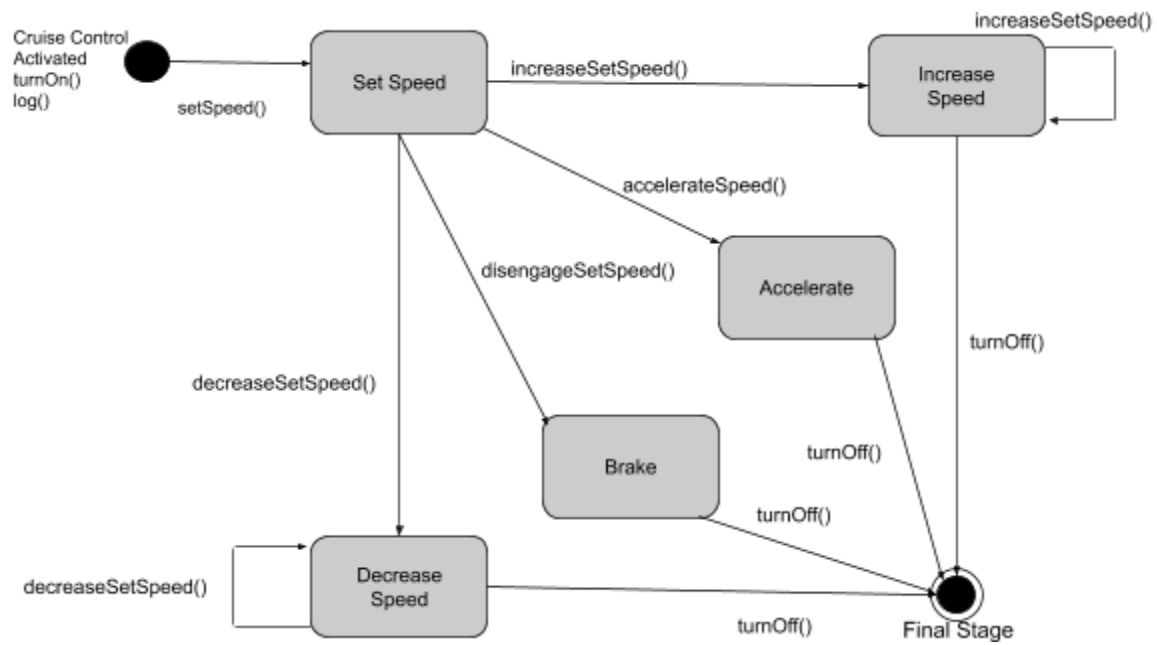 increaseSetSpeed()
Cruise Control
Activated
turnOn()
log()
setSpeed()
Set Speed
increaseSetSpeed()
Increase
Speed
accelerateSpeed()
disengageSetSpeed()
Accelerate
turnOff()
decreaseSetSpeed()
turnOff()
Brake
turnOff()
decreaseSetSpeed()
Decrease
Speed
turnOff()
Final Stage